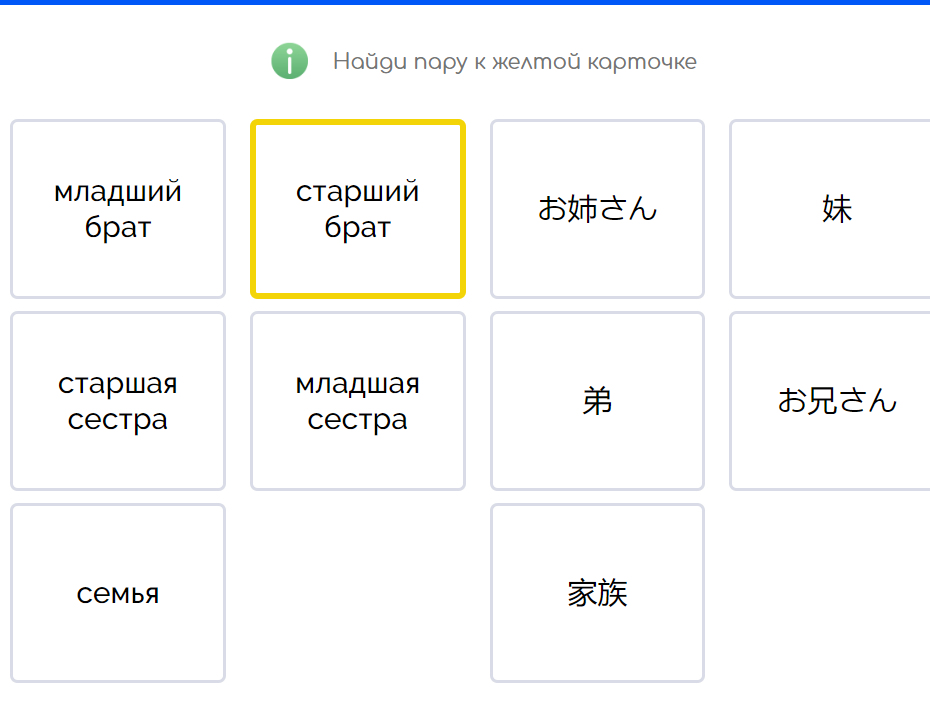 Найди пару к желтой карточке
младший
брат
старший
брат
お姉さん
妹
старшая
сестра
младшая
сестра
弟
お兄さん
семья
家族